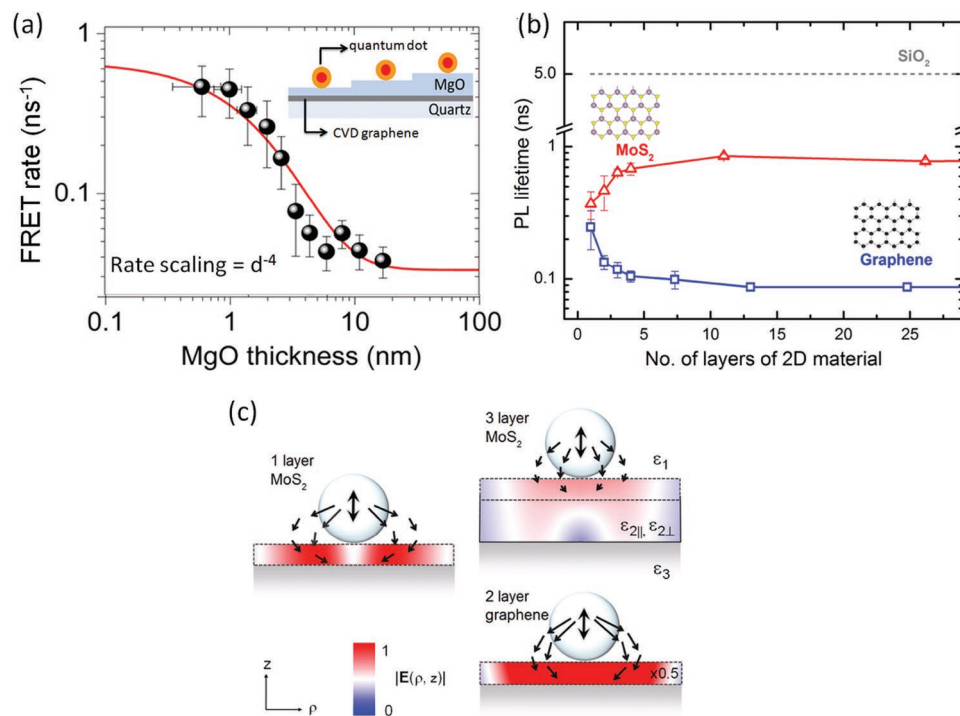 (a)
1
0.1
FRET rate (ns⁻¹)
quantum dot
MgO
Quartz
CVD graphene
Rate scaling = d⁻⁴
0.1 1 10 100
MgO thickness (nm)
(b)
SiO₂
5.0
1
0.1
PL lifetime (ns)
MoS₂
Graphene
0 5 10 15 20 25
No. of layers of 2D material
(c)
1 layer
MoS₂
3 layer
MoS₂
ε₁
ε₂∥, ε₂⊥
ε₃
2 layer
graphene
x0.5
z
ρ
1
|E(ρ, z)|
0